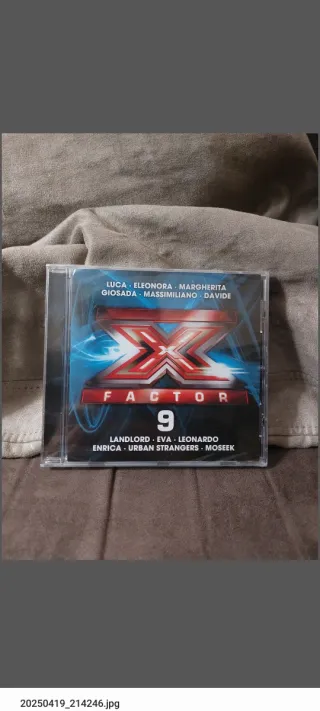 LUCA · ELEONORA · MARGHERITA
GIOSADA · MASSIMILIANO · DAVIDE
X
FACTOR
9
LANDLORD · EVA · LEONARDO
ENRICA · URBAN STRANGERS · MOSEEK
20250419_214246.jpg